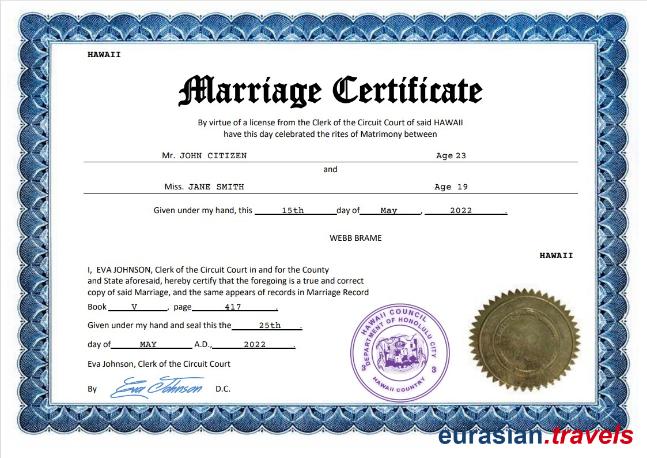 HAWAII
Marriage Certificate
By virtue of a license from the Clerk of the Circuit Court of said HAWAII
have this day celebrated the rites of Matrimony between
Mr. JOHN CITIZEN Age 23
and
Miss. JANE SMITH Age 19
Given under my hand, this 15th day of May , 2022 .
WEBB BRAME
HAWAII
I, EVA JOHNSON, Clerk of the Circuit Court in and for the County
and State aforesaid, hereby certify that the foregoing is a true and correct
copy of said Marriage, and the same appears of records in Marriage Record
Book V , page 417 .
Given under my hand and seal this the 25th .
day of MAY A.D., 2022 .
Eva Johnson, Clerk of the Circuit Court
By Eva Johnson D.C.
HAWAII COUNCIL
DEPARTMENT OF HONOLULU CITY
3 3
HAWAII COUNTRY
eurasian.travels